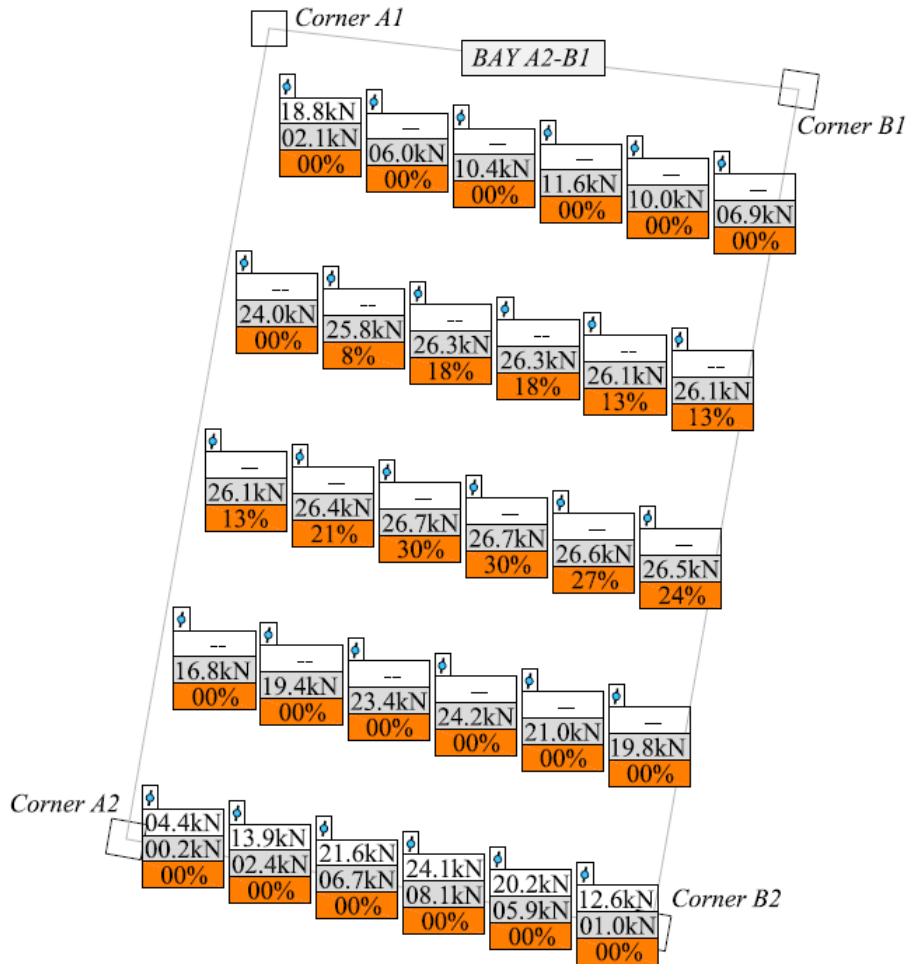 Corner A1
BAY A2-B1
Corner B1
ϕ ϕ ϕ ϕ ϕ ϕ
18.8kN — — — — —
02.1kN 06.0kN 10.4kN 11.6kN 10.0kN 06.9kN
00% 00% 00% 00% 00% 00%
ϕ ϕ ϕ ϕ ϕ ϕ
-- -- -- -- -- --
24.0kN 25.8kN 26.3kN 26.3kN 26.1kN 26.1kN
00% 8% 18% 18% 13% 13%
ϕ ϕ ϕ ϕ ϕ ϕ
— — — — — —
26.1kN 26.4kN 26.7kN 26.7kN 26.6kN 26.5kN
13% 21% 30% 30% 27% 24%
ϕ ϕ ϕ ϕ ϕ ϕ
-- -- -- — — —
16.8kN 19.4kN 23.4kN 24.2kN 21.0kN 19.8kN
00% 00% 00% 00% 00% 00%
Corner A2
ϕ ϕ ϕ ϕ ϕ ϕ
04.4kN 13.9kN 21.6kN 24.1kN 20.2kN 12.6kN
00.2kN 02.4kN 06.7kN 08.1kN 05.9kN 01.0kN
00% 00% 00% 00% 00% 00%
Corner B2